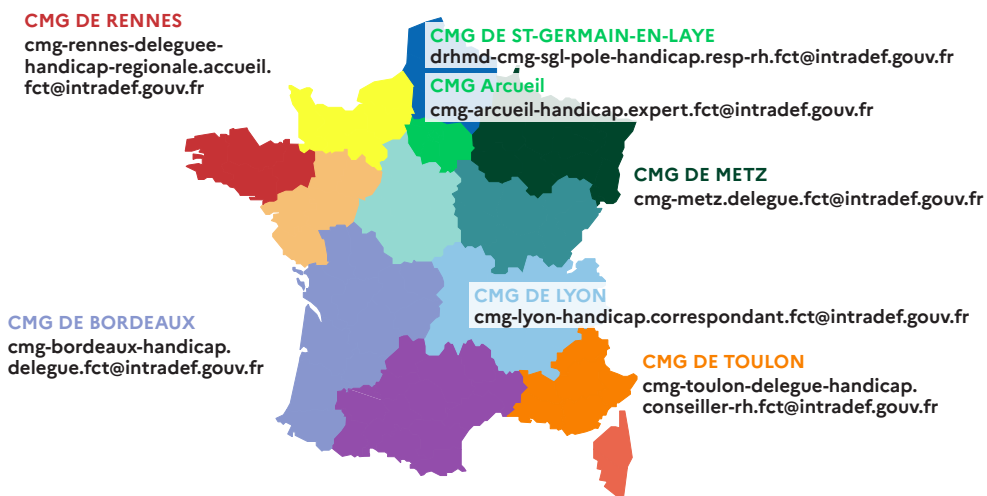 CMG DE RENNES
cmg-rennes-deleguee-
handicap-regionale.accueil.
fct@intradef.gouv.fr
CMG DE ST-GERMAIN-EN-LAYE
drhmd-cmg-sgl-pole-handicap.resp-rh.fct@intradef.gouv.fr
CMG Arcueil
cmg-arcueil-handicap.expert.fct@intradef.gouv.fr
CMG DE METZ
cmg-metz.delegue.fct@intradef.gouv.fr
CMG DE LYON
cmg-lyon-handicap.correspondant.fct@intradef.gouv.fr
CMG DE BORDEAUX
cmg-bordeaux-handicap.
delegue.fct@intradef.gouv.fr
CMG DE TOULON
cmg-toulon-delegue-handicap.
conseiller-rh.fct@intradef.gouv.fr